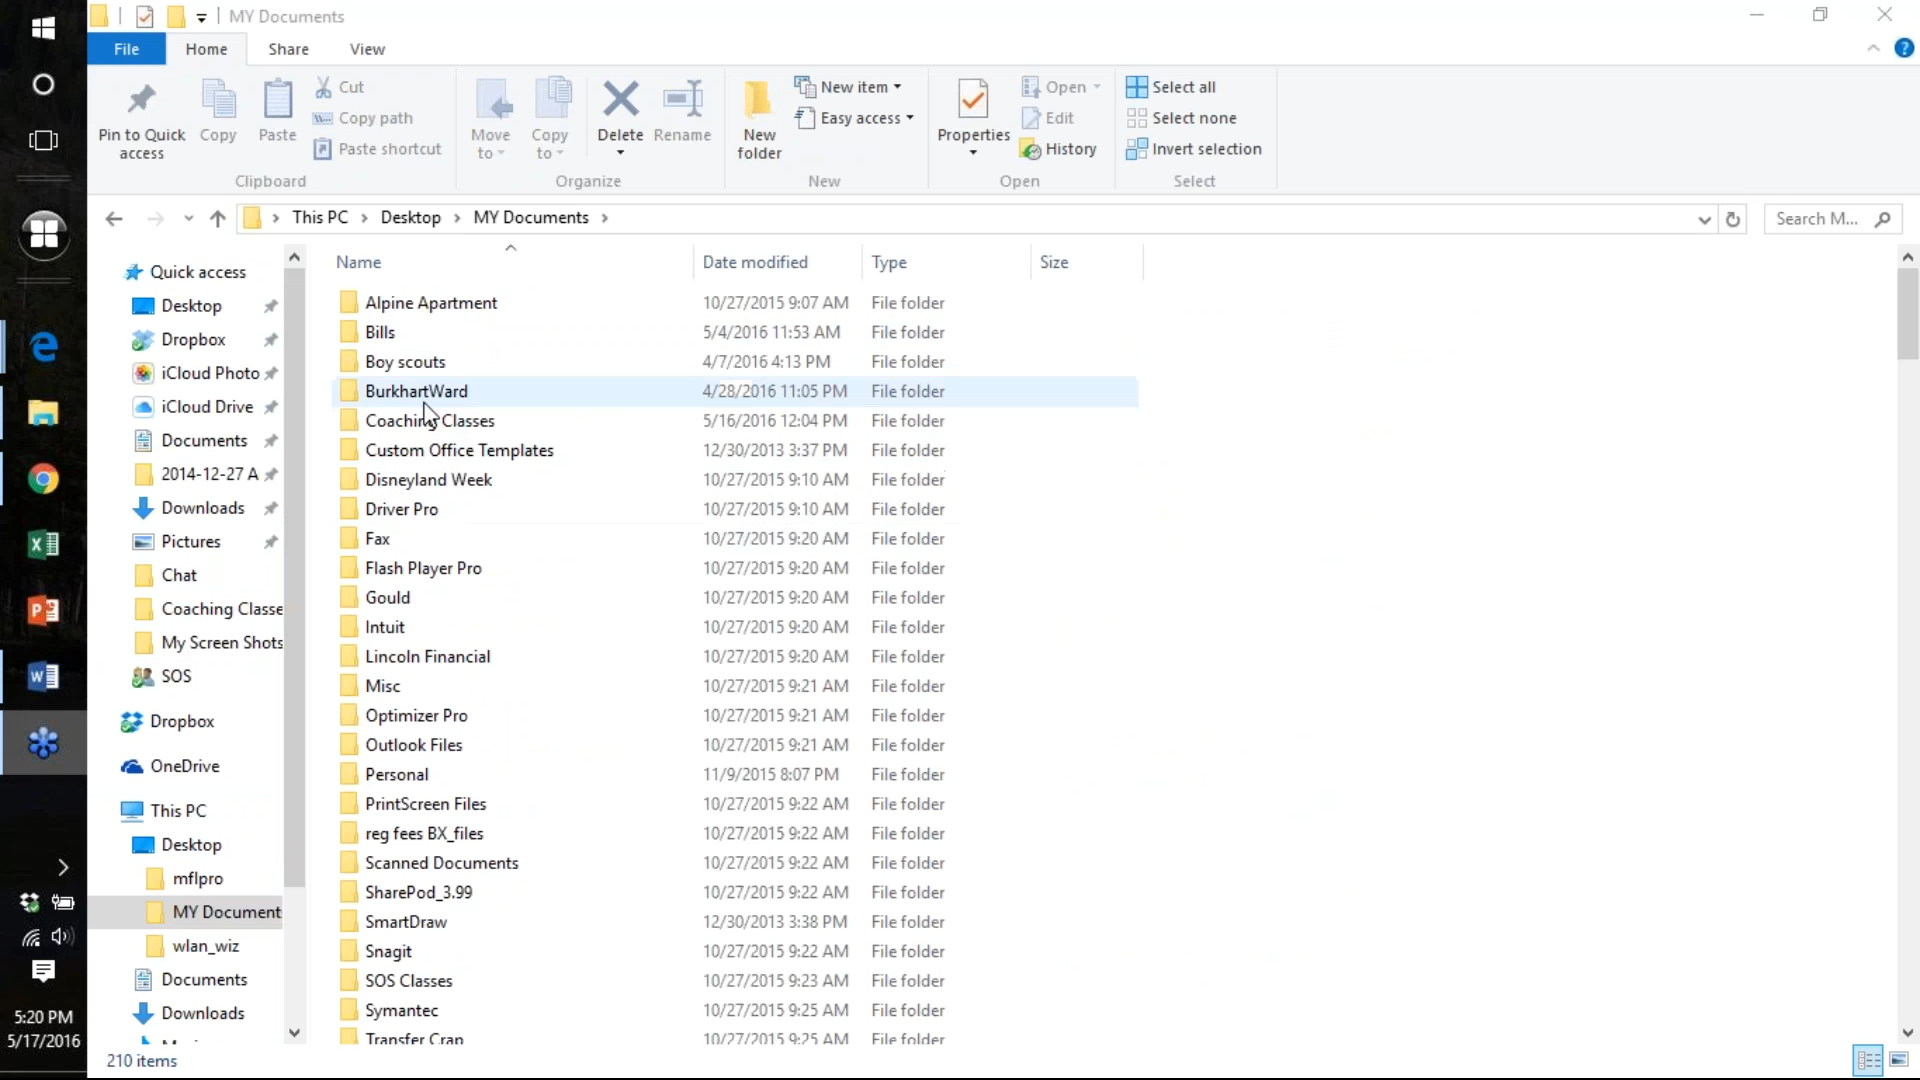 MY Documents
File Home Share View
Pin to Quick access Copy Paste Cut Copy path Paste shortcut
Move to Copy to Delete Rename New folder New item Easy access
Properties Open Edit History Select all Select none Invert selection
Clipboard Organize New Open Select
This PC Desktop MY Documents Search M...
Name Date modified Type Size
Quick access
Desktop
Dropbox
iCloud Photo
iCloud Drive
Documents
2014-12-27 A
Downloads
Pictures
Chat
Coaching Classe
My Screen Shots
SOS
Dropbox
OneDrive
This PC
Desktop
mflpro
MY Document
wlan_wiz
Documents
Downloads
Alpine Apartment 10/27/2015 9:07 AM File folder
Bills 5/4/2016 11:53 AM File folder
Boy scouts 4/7/2016 4:13 PM File folder
BurkhartWard 4/28/2016 11:05 PM File folder
Coaching Classes 5/16/2016 12:04 PM File folder
Custom Office Templates 12/30/2013 3:37 PM File folder
Disneyland Week 10/27/2015 9:10 AM File folder
Driver Pro 10/27/2015 9:10 AM File folder
Fax 10/27/2015 9:20 AM File folder
Flash Player Pro 10/27/2015 9:20 AM File folder
Gould 10/27/2015 9:20 AM File folder
Intuit 10/27/2015 9:20 AM File folder
Lincoln Financial 10/27/2015 9:20 AM File folder
Misc 10/27/2015 9:21 AM File folder
Optimizer Pro 10/27/2015 9:21 AM File folder
Outlook Files 10/27/2015 9:21 AM File folder
Personal 11/9/2015 8:07 PM File folder
PrintScreen Files 10/27/2015 9:22 AM File folder
reg fees BX_files 10/27/2015 9:22 AM File folder
Scanned Documents 10/27/2015 9:22 AM File folder
SharePod_3.99 10/27/2015 9:22 AM File folder
SmartDraw 12/30/2013 3:38 PM File folder
Snagit 10/27/2015 9:22 AM File folder
SOS Classes 10/27/2015 9:23 AM File folder
Symantec 10/27/2015 9:25 AM File folder
Transfer Crap 10/27/2015 9:25 AM File folder
5:20 PM
5/17/2016
210 items